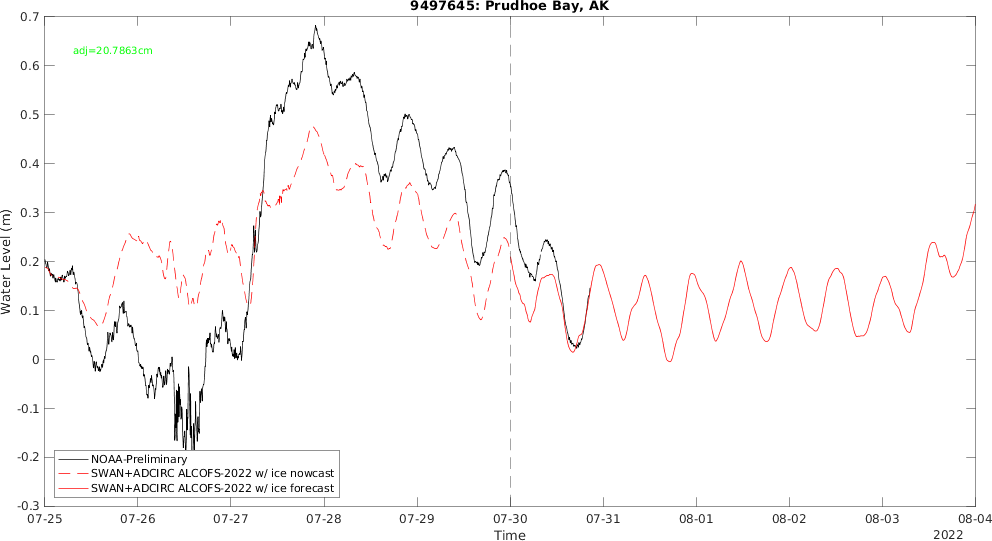 9497645: Prudhoe Bay, AK
0.7
adj=20.7863cm
0.6
0.5
0.4
0.3
0.2
0.1
0
-0.1
-0.2
-0.3
Water Level (m)
NOAA-Preliminary
SWAN+ADCIRC ALCOFS-2022 w/ ice nowcast
SWAN+ADCIRC ALCOFS-2022 w/ ice forecast
07-25 07-26 07-27 07-28 07-29 07-30 07-31 08-01 08-02 08-03 08-04
Time
2022